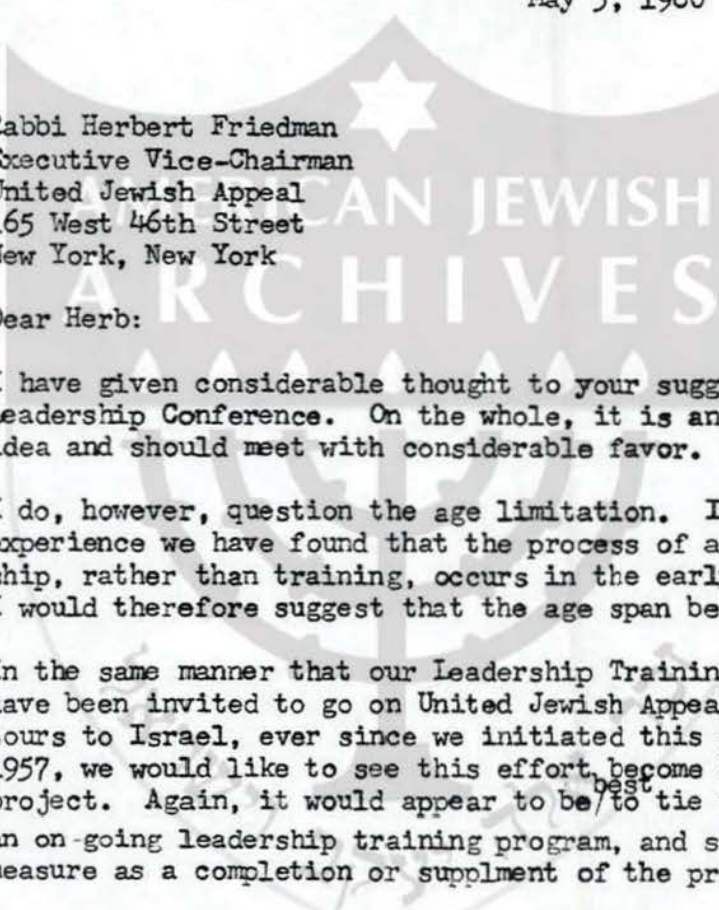 May
AMERICAN JEWISH
ARCHIVES
Rabbi Herbert Friedman
Executive Vice-Chairman
United Jewish Appeal
165 West 46th Street
New York, New York
Dear Herb:
I have given considerable thought to your sugg
Leadership Conference. On the whole, it is an
idea and should meet with considerable favor.
I do, however, question the age limitation. I
experience we have found that the process of a
ship, rather than training, occurs in the earl
I would therefore suggest that the age span be
In the same manner that our Leadership Trainin
have been invited to go on United Jewish Appea
tours to Israel, ever since we initiated this
1957, we would like to see this effort become
project. Again, it would appear to be/best to tie
an on-going leadership training program, and s
measure as a completion or supplment of the pr